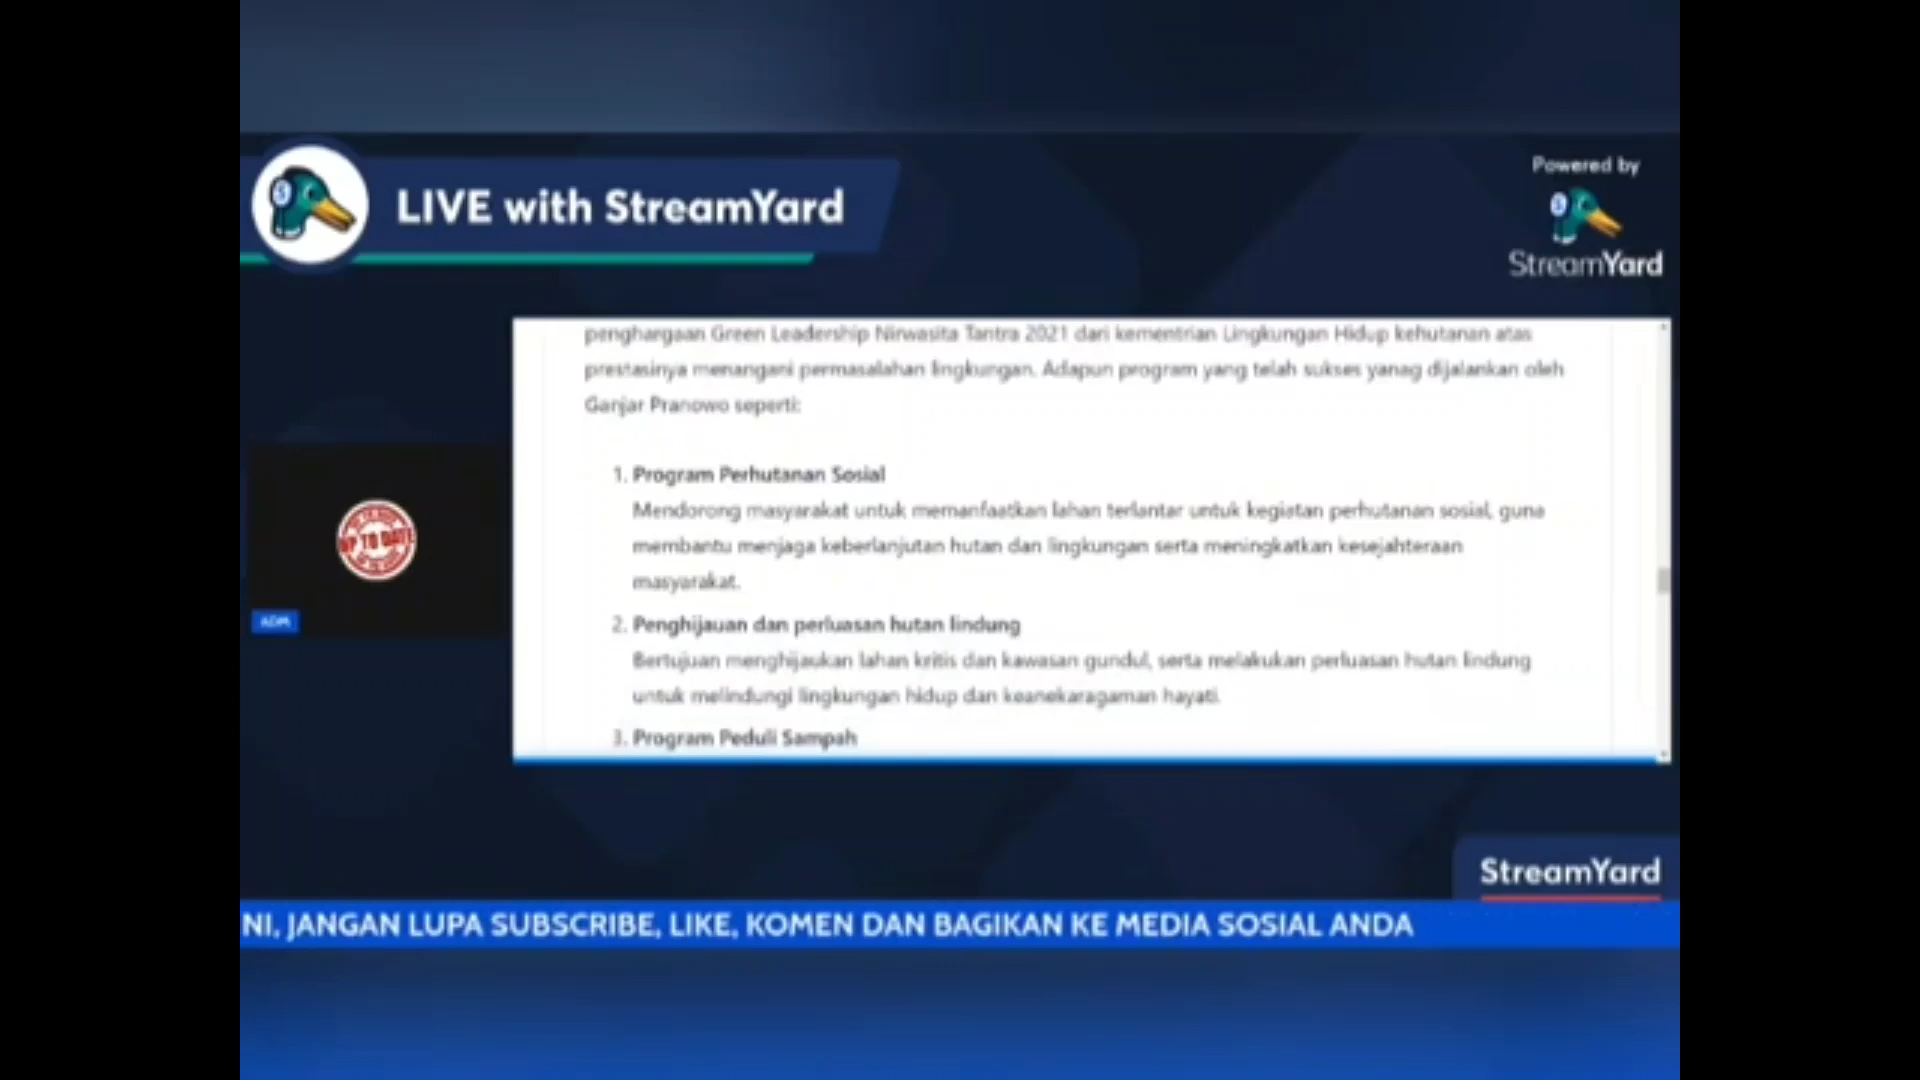 LIVE with StreamYard
Powered by
StreamYard
penghargaan Green Leadership Nirwasita Tantra 2021 dari kementrian Lingkungan Hidup kehutanan atas
prestasinya menangani permasalahan lingkungan. Adapun program yang telah sukses yanag dijalankan oleh
Ganjar Pranowo seperti:
1. Program Perhutanan Sosial
Mendorong masyarakat untuk memanfaatkan lahan terlantar untuk kegiatan perhutanan sosial, guna
membantu menjaga keberlanjutan hutan dan lingkungan serta meningkatkan kesejahteraan
masyarakat.
UP TO DATE
ADM
2. Penghijauan dan perluasan hutan lindung
Bertujuan menghijaukan lahan kritis dan kawasan gundul, serta melakukan perluasan hutan lindung
untuk melindungi lingkungan hidup dan keanekaragaman hayati.
3. Program Peduli Sampah
StreamYard
NI, JANGAN LUPA SUBSCRIBE, LIKE, KOMEN DAN BAGIKAN KE MEDIA SOSIAL ANDA